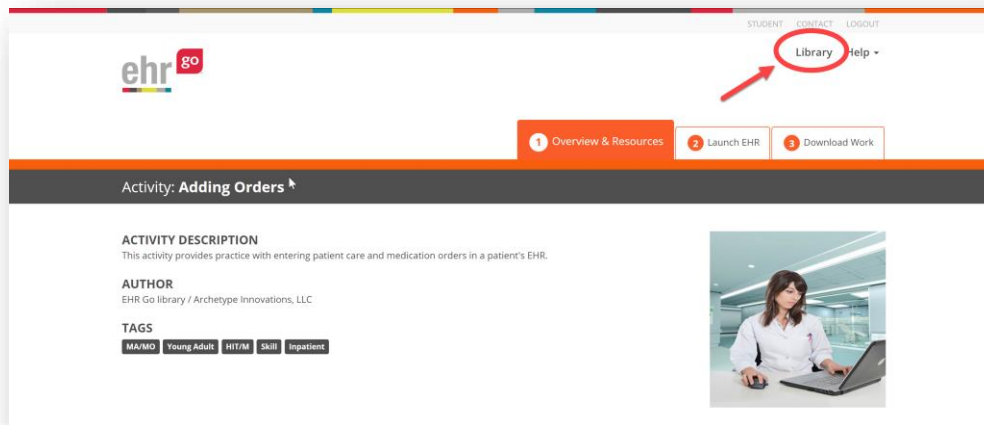 STUDENT CONTACT LOGOUT
Library Help
ehr go
1 Overview & Resources 2 Launch EHR 3 Download Work
Activity: Adding Orders
ACTIVITY DESCRIPTION
This activity provides practice with entering patient care and medication orders in a patient's EHR.
AUTHOR
EHR Go library / Archetype Innovations, LLC
TAGS
MA/MO Young Adult HIT/M Skill Inpatient